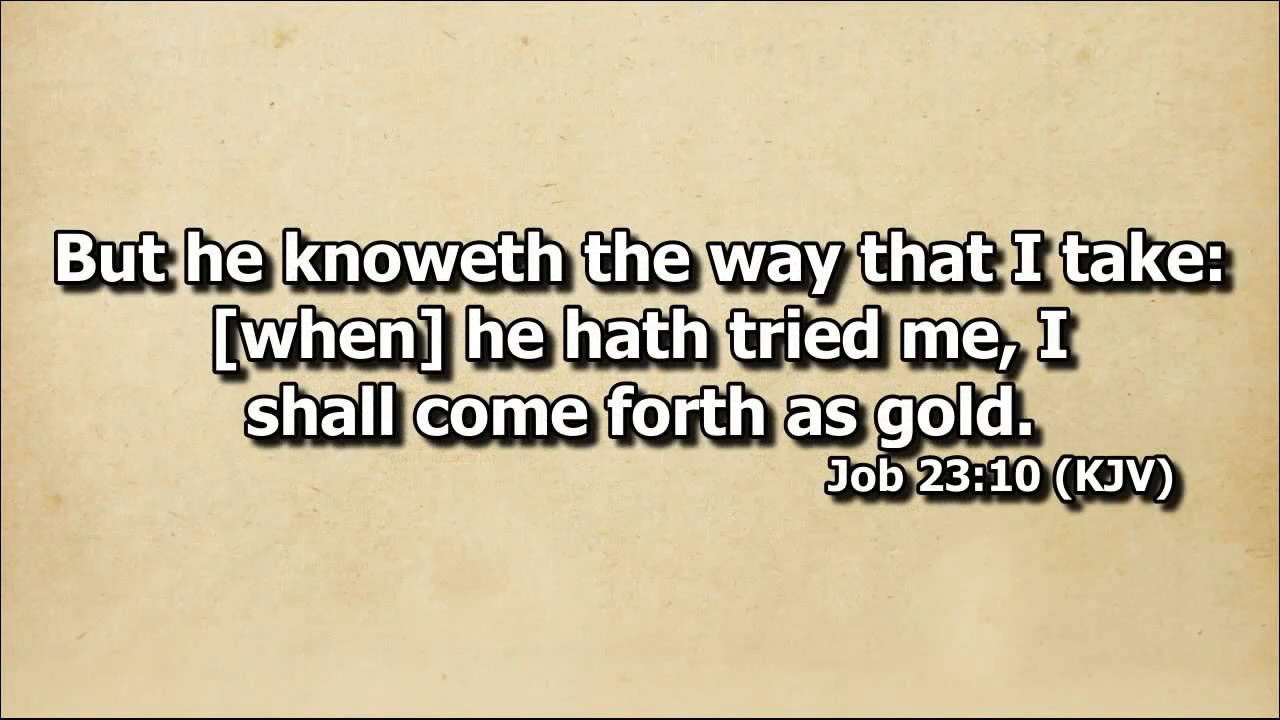 But he knoweth the way that I take:
[when] he hath tried me, I
shall come forth as gold.
Job 23:10 (KJV)